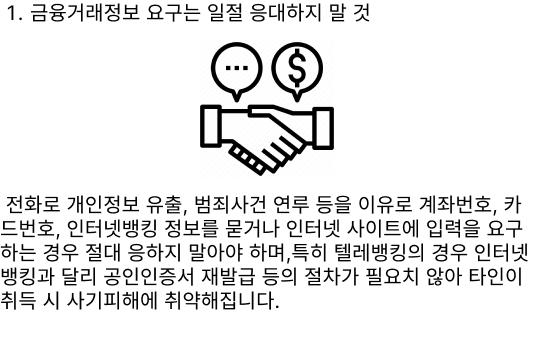 1. 금융거래정보 요구는 일절 응대하지 말 것
전화로 개인정보 유출, 범죄사건 연루 등을 이유로 계좌번호, 카
드번호, 인터넷뱅킹 정보를 묻거나 인터넷 사이트에 입력을 요구
하는 경우 절대 응하지 말아야 하며,특히 텔레뱅킹의 경우 인터넷
뱅킹과 달리 공인인증서 재발급 등의 절차가 필요치 않아 타인이
취득 시 사기피해에 취약해집니다.